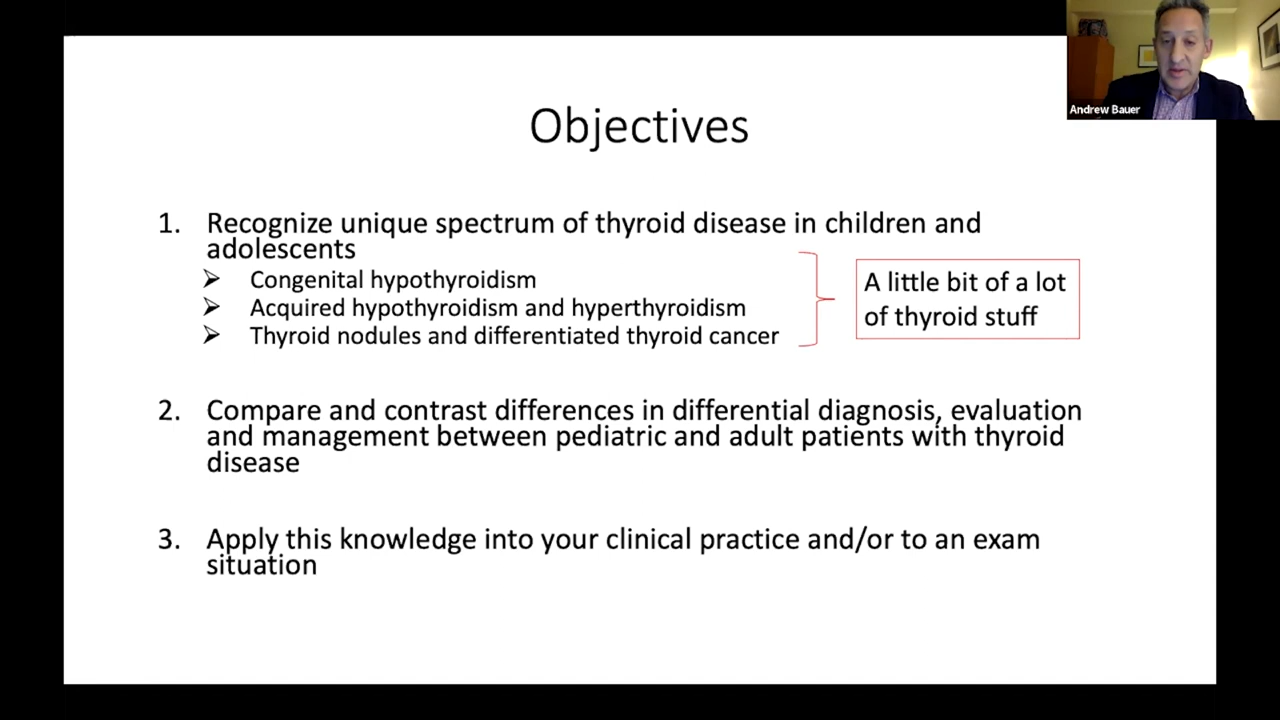 Andrew Bauer
Objectives
1. Recognize unique spectrum of thyroid disease in children and
adolescents
➢ Congenital hypothyroidism
➢ Acquired hypothyroidism and hyperthyroidism
➢ Thyroid nodules and differentiated thyroid cancer
A little bit of a lot
of thyroid stuff
2. Compare and contrast differences in differential diagnosis, evaluation
and management between pediatric and adult patients with thyroid
disease
3. Apply this knowledge into your clinical practice and/or to an exam
situation